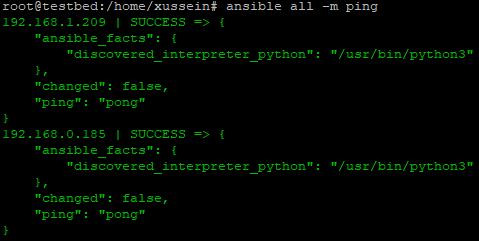 root@testbed:/home/xussein# ansible all -m ping
192.168.1.209 | SUCCESS => {
    "ansible_facts": {
        "discovered_interpreter_python": "/usr/bin/python3"
    },
    "changed": false,
    "ping": "pong"
}
192.168.0.185 | SUCCESS => {
    "ansible_facts": {
        "discovered_interpreter_python": "/usr/bin/python3"
    },
    "changed": false,
    "ping": "pong"
}